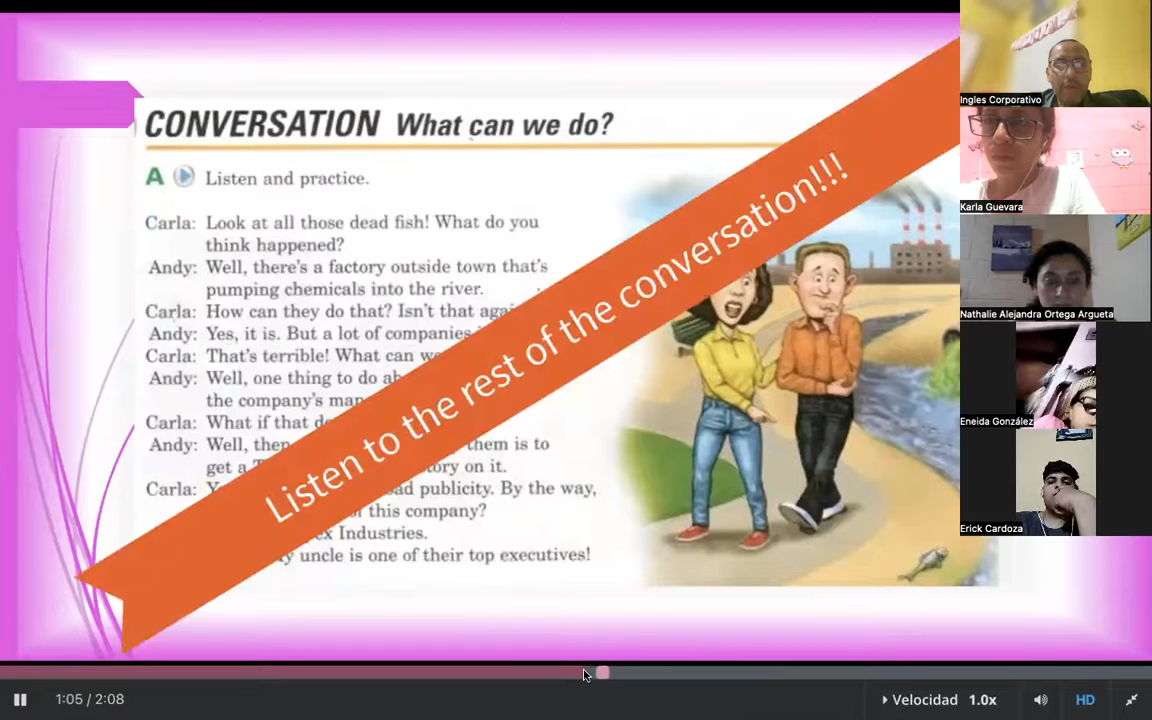 CONVERSATION What can we do?
A Listen and practice.
Carla: Look at all those dead fish! What do you
think happened?
Andy: Well, there's a factory outside town that's
pumping chemicals into the river.
Carla: How can they do that? Isn't that
Andy: Yes, it is. But a lot of companies
Carla: That's terrible! What can
Andy: Well, one thing to do
the company's
Carla: What if that
Andy: Well, then them is to
get a on it.
Carla: publicity. By the way,
this company?
Industries.
uncle is one of their top executives!
Listen to the rest of the conversation!!!
Ingles Corporativo
Karla Guevara
Nathalie Alejandra Ortega Argueta
Eneida González
Erick Cardoza
1:05 / 2:08
Velocidad 1.0x
HD